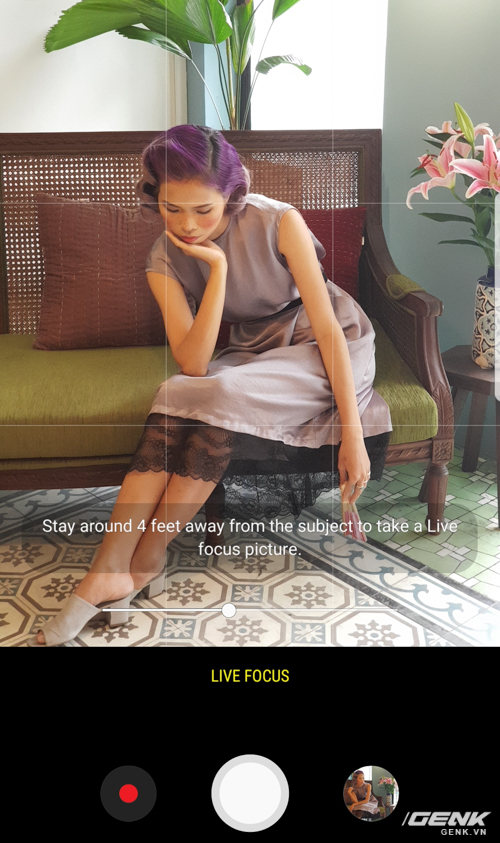 Stay around 4 feet away from the subject to take a Live
focus picture.
LIVE FOCUS
GENK
GENK.VN